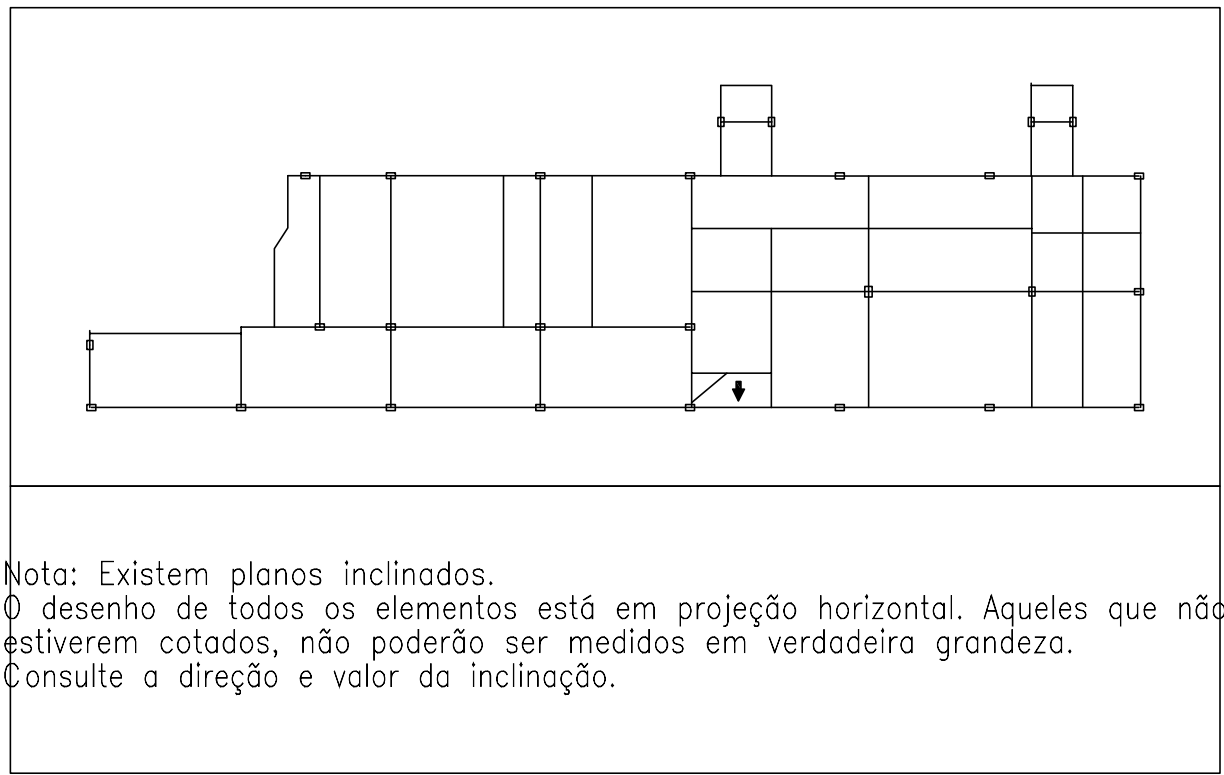 Nota: Existem planos inclinados.
O desenho de todos os elementos está em projeção horizontal. Aqueles que não
estiverem cotados, não poderão ser medidos em verdadeira grandeza.
Consulte a direção e valor da inclinação.